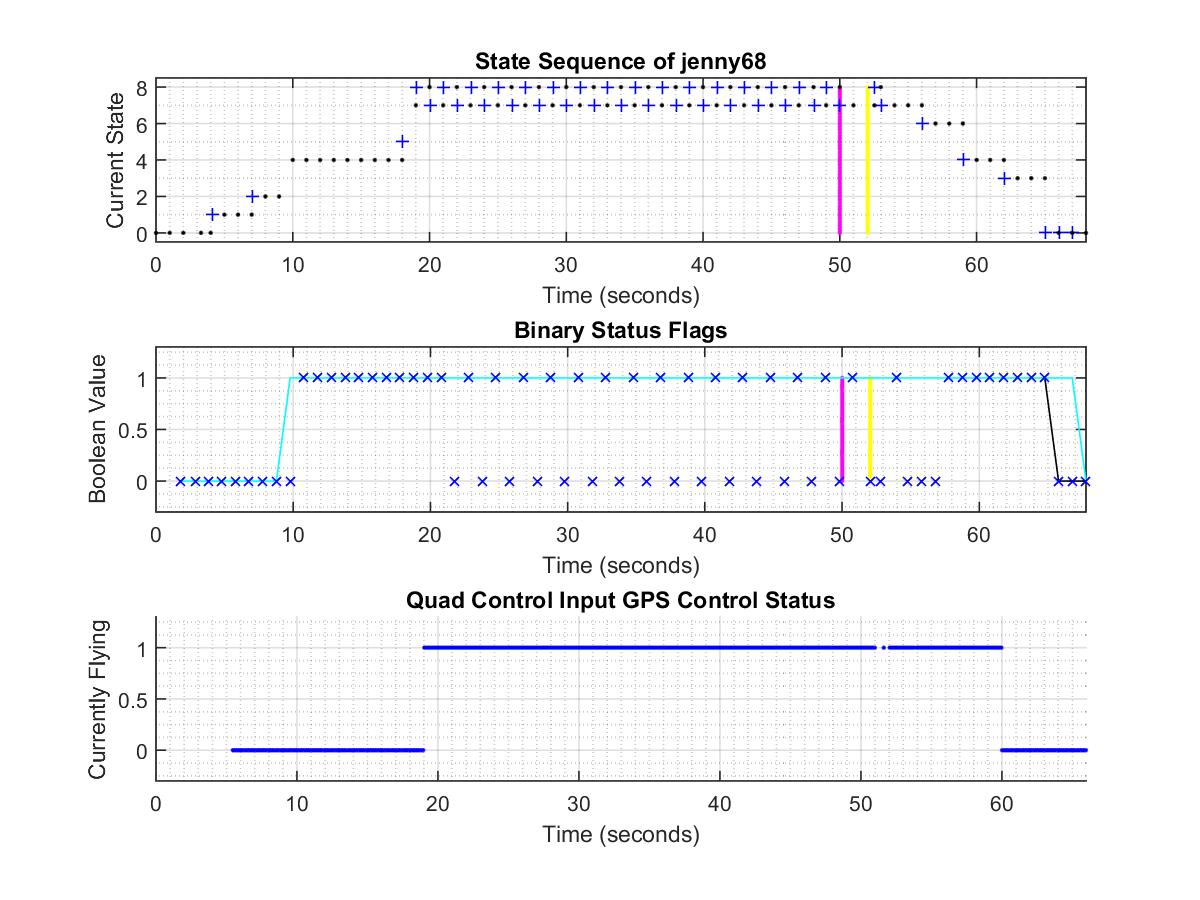 State Sequence of jenny68
Current State
8
6
4
2
0
0 10 20 30 40 50 60
Time (seconds)
Binary Status Flags
Boolean Value
1
0.5
0
0 10 20 30 40 50 60
Time (seconds)
Quad Control Input GPS Control Status
Currently Flying
1
0.5
0
0 10 20 30 40 50 60
Time (seconds)